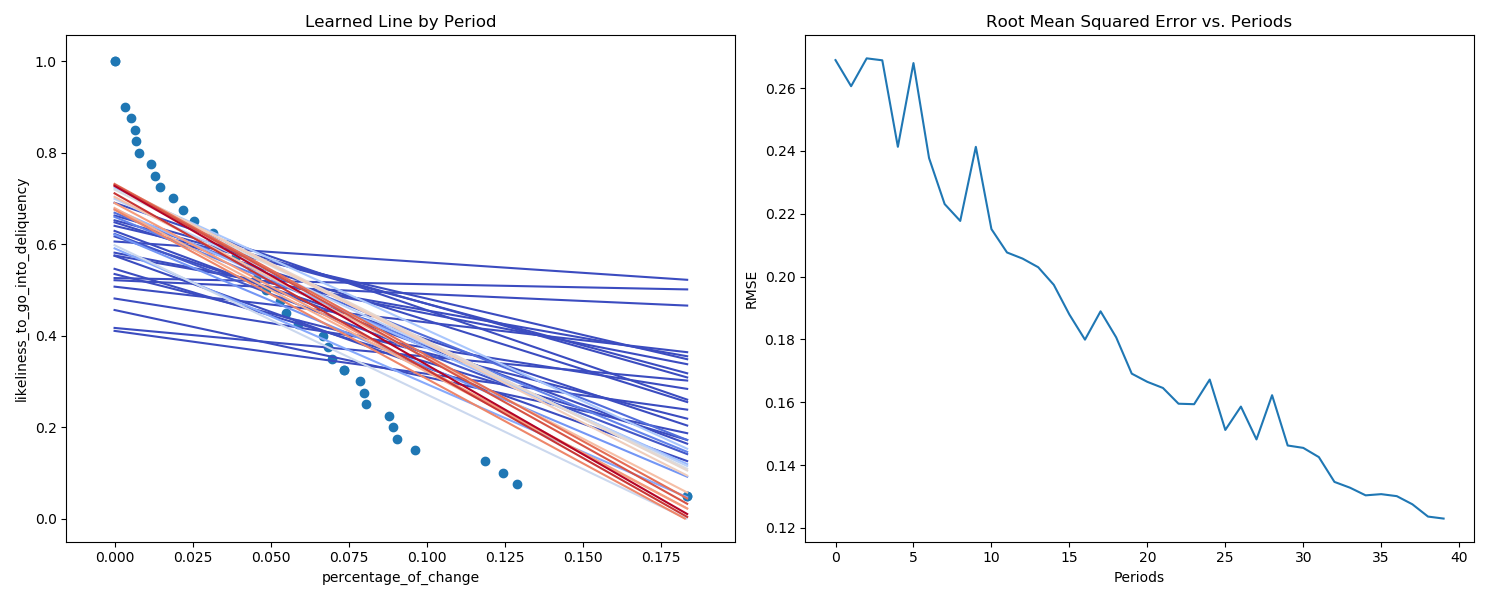 Learned Line by Period
likeliness_to_go_into_deliquency
1.0
0.8
0.6
0.4
0.2
0.0
0.000 0.025 0.050 0.075 0.100 0.125 0.150 0.175
percentage_of_change
Root Mean Squared Error vs. Periods
RMSE
0.26
0.24
0.22
0.20
0.18
0.16
0.14
0.12
0 5 10 15 20 25 30 35 40
Periods